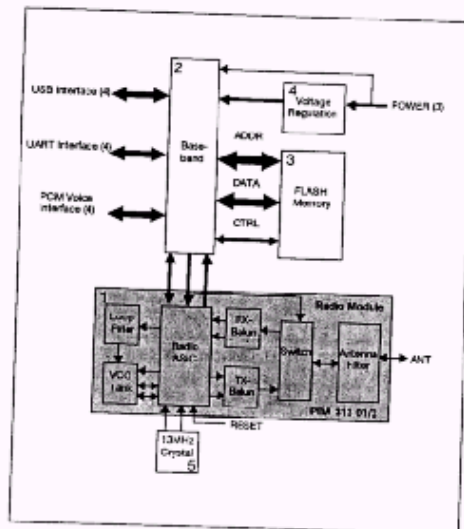 2
USB Interface (4)
4
Voltage
Regulation
POWER (3)
ADDR
UART Interface (4)
Base-
band
3
DATA
FLASH
Memory
PCM Voice
Interface (4)
CTRL
1
Radio Module
Loop
Filter
RX-
Balun
Radio
ASIC
Switch
Antenna
Filter
ANT
VCO
Tank
TX-
Balun
PBA 313 01/2
RESET
13MHz
Crystal
5